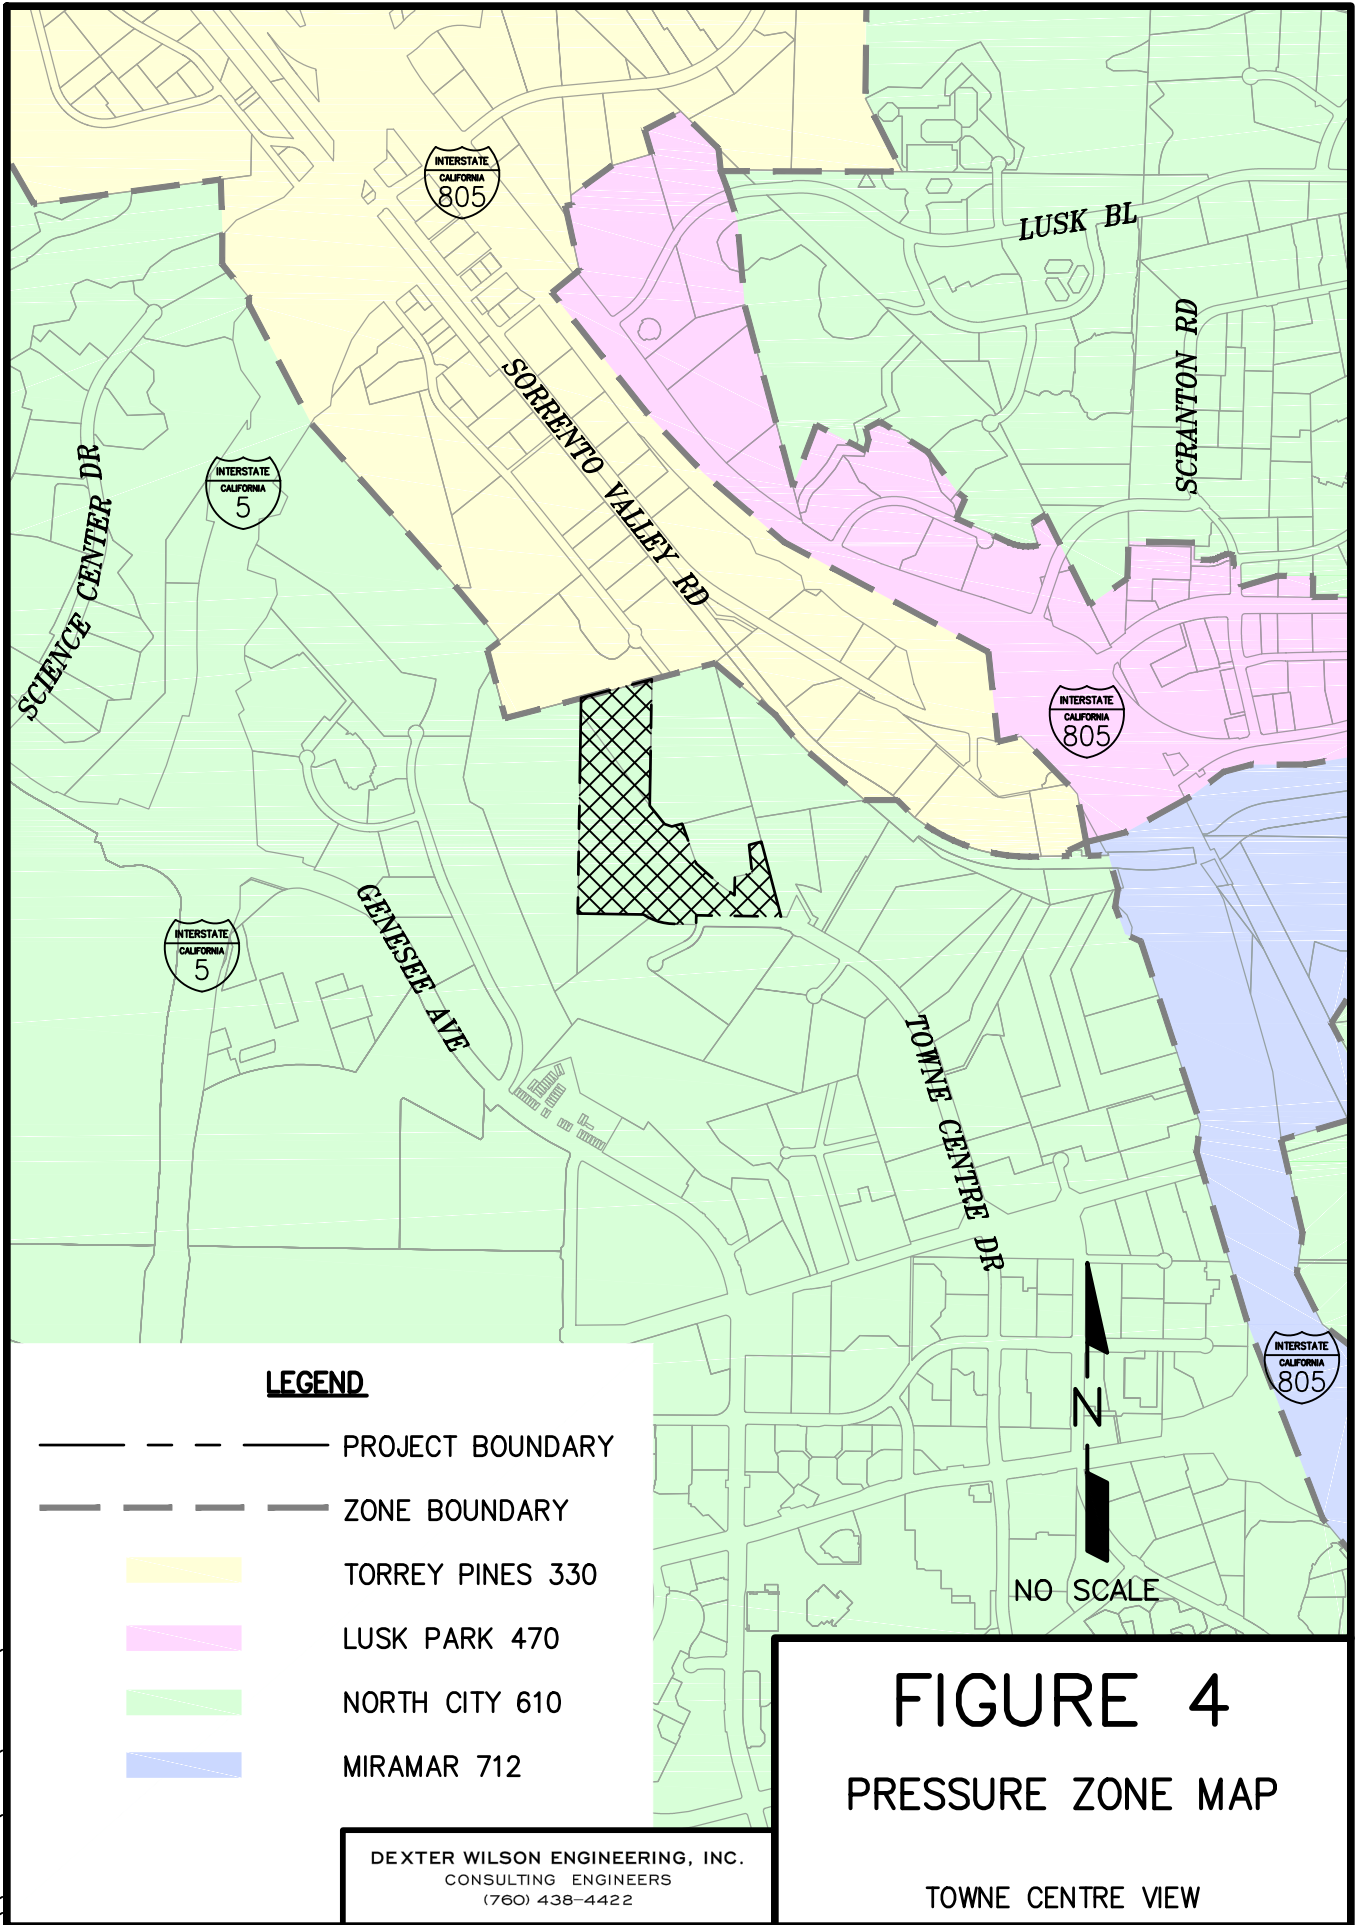 INTERSTATE
CALIFORNIA
805
LUSK BL
SCRANTON RD
SORRENTO VALLEY RD
INTERSTATE
CALIFORNIA
5
SCIENCE CENTER DR
INTERSTATE
CALIFORNIA
805
GENESEE AVE
INTERSTATE
CALIFORNIA
5
TOWNE CENTRE DR
INTERSTATE
CALIFORNIA
805
N
NO SCALE
LEGEND
PROJECT BOUNDARY
ZONE BOUNDARY
TORREY PINES 330
LUSK PARK 470
NORTH CITY 610
MIRAMAR 712
DEXTER WILSON ENGINEERING, INC.
CONSULTING ENGINEERS
(760) 438-4422
FIGURE 4
PRESSURE ZONE MAP
TOWNE CENTRE VIEW